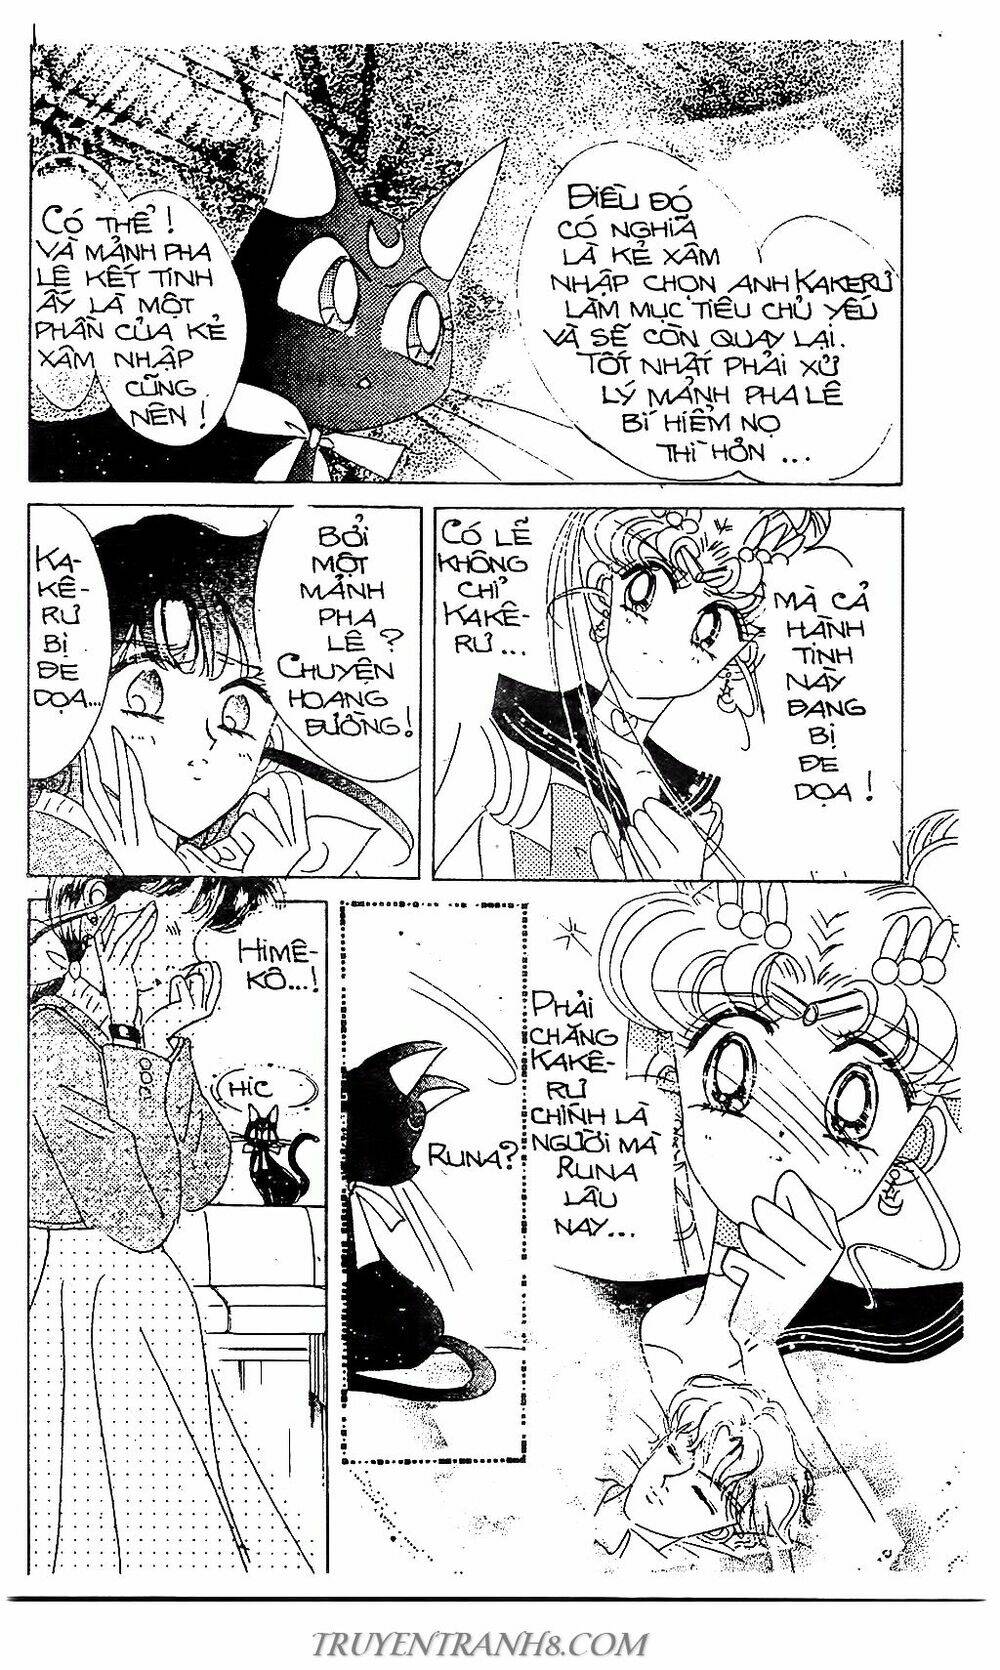 CÓ THỂ!
VÀ MẢNH PHA
LÊ KẾT TINH
ẤY LÀ MỘT
PHẦN CỦA KẺ
XÂM NHẬP
CŨNG
NÊN!
ĐIỀU ĐÓ
CÓ NGHĨA
LÀ KẺ XÂM
NHẬP CHỌN ANH KAKERƯ
LÀM MỤC TIÊU CHỦ YẾU
VÀ SẼ CÒN QUAY LẠI.
TỐT NHẤT PHẢI XỬ
LÝ MẢNH PHA LÊ
BÍ HIỂM NỌ
THÌ HƠN...
KA-
KÊ-
RƯ
BỊ
ĐE
DỌA...
BỞI
MỘT
MẢNH
PHA
LÊ?
CHUYỆN
HOANG
ĐƯỜNG!
CÓ LẼ
KHÔNG
CHỈ
KAKÊ-
RƯ...
MÀ CẢ
HÀNH
TINH
NÀY
ĐANG
BỊ
ĐE
DỌA!
HIMÊ-
KÔ...!
HÍC
RUNA?
PHẢI
CHĂNG
KAKÊ-
RƯ
CHÍNH LÀ
NGƯỜI MÀ
RUNA
LÂU
NAY...
TRUYENTRANH8.COM